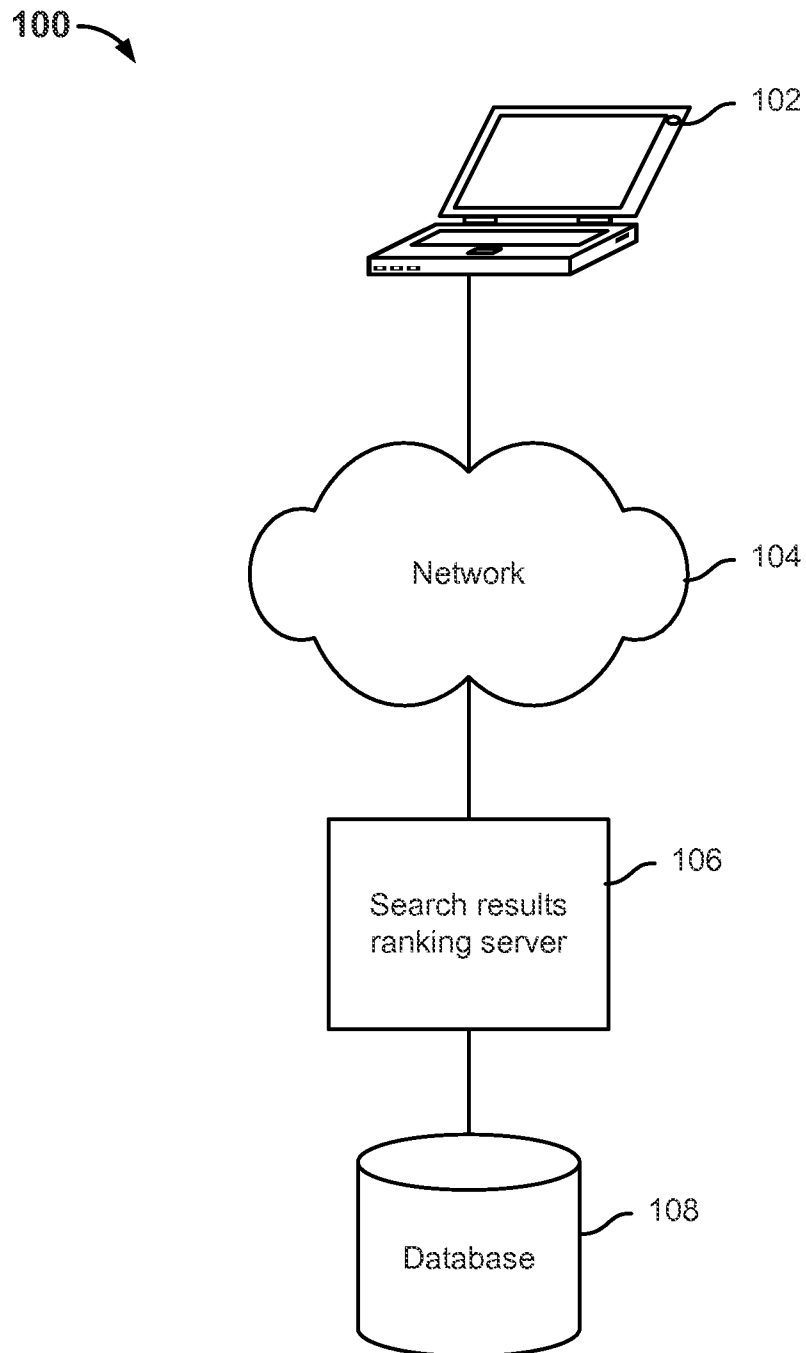 100
102
Network
104
106
Search results
ranking server
108
Database